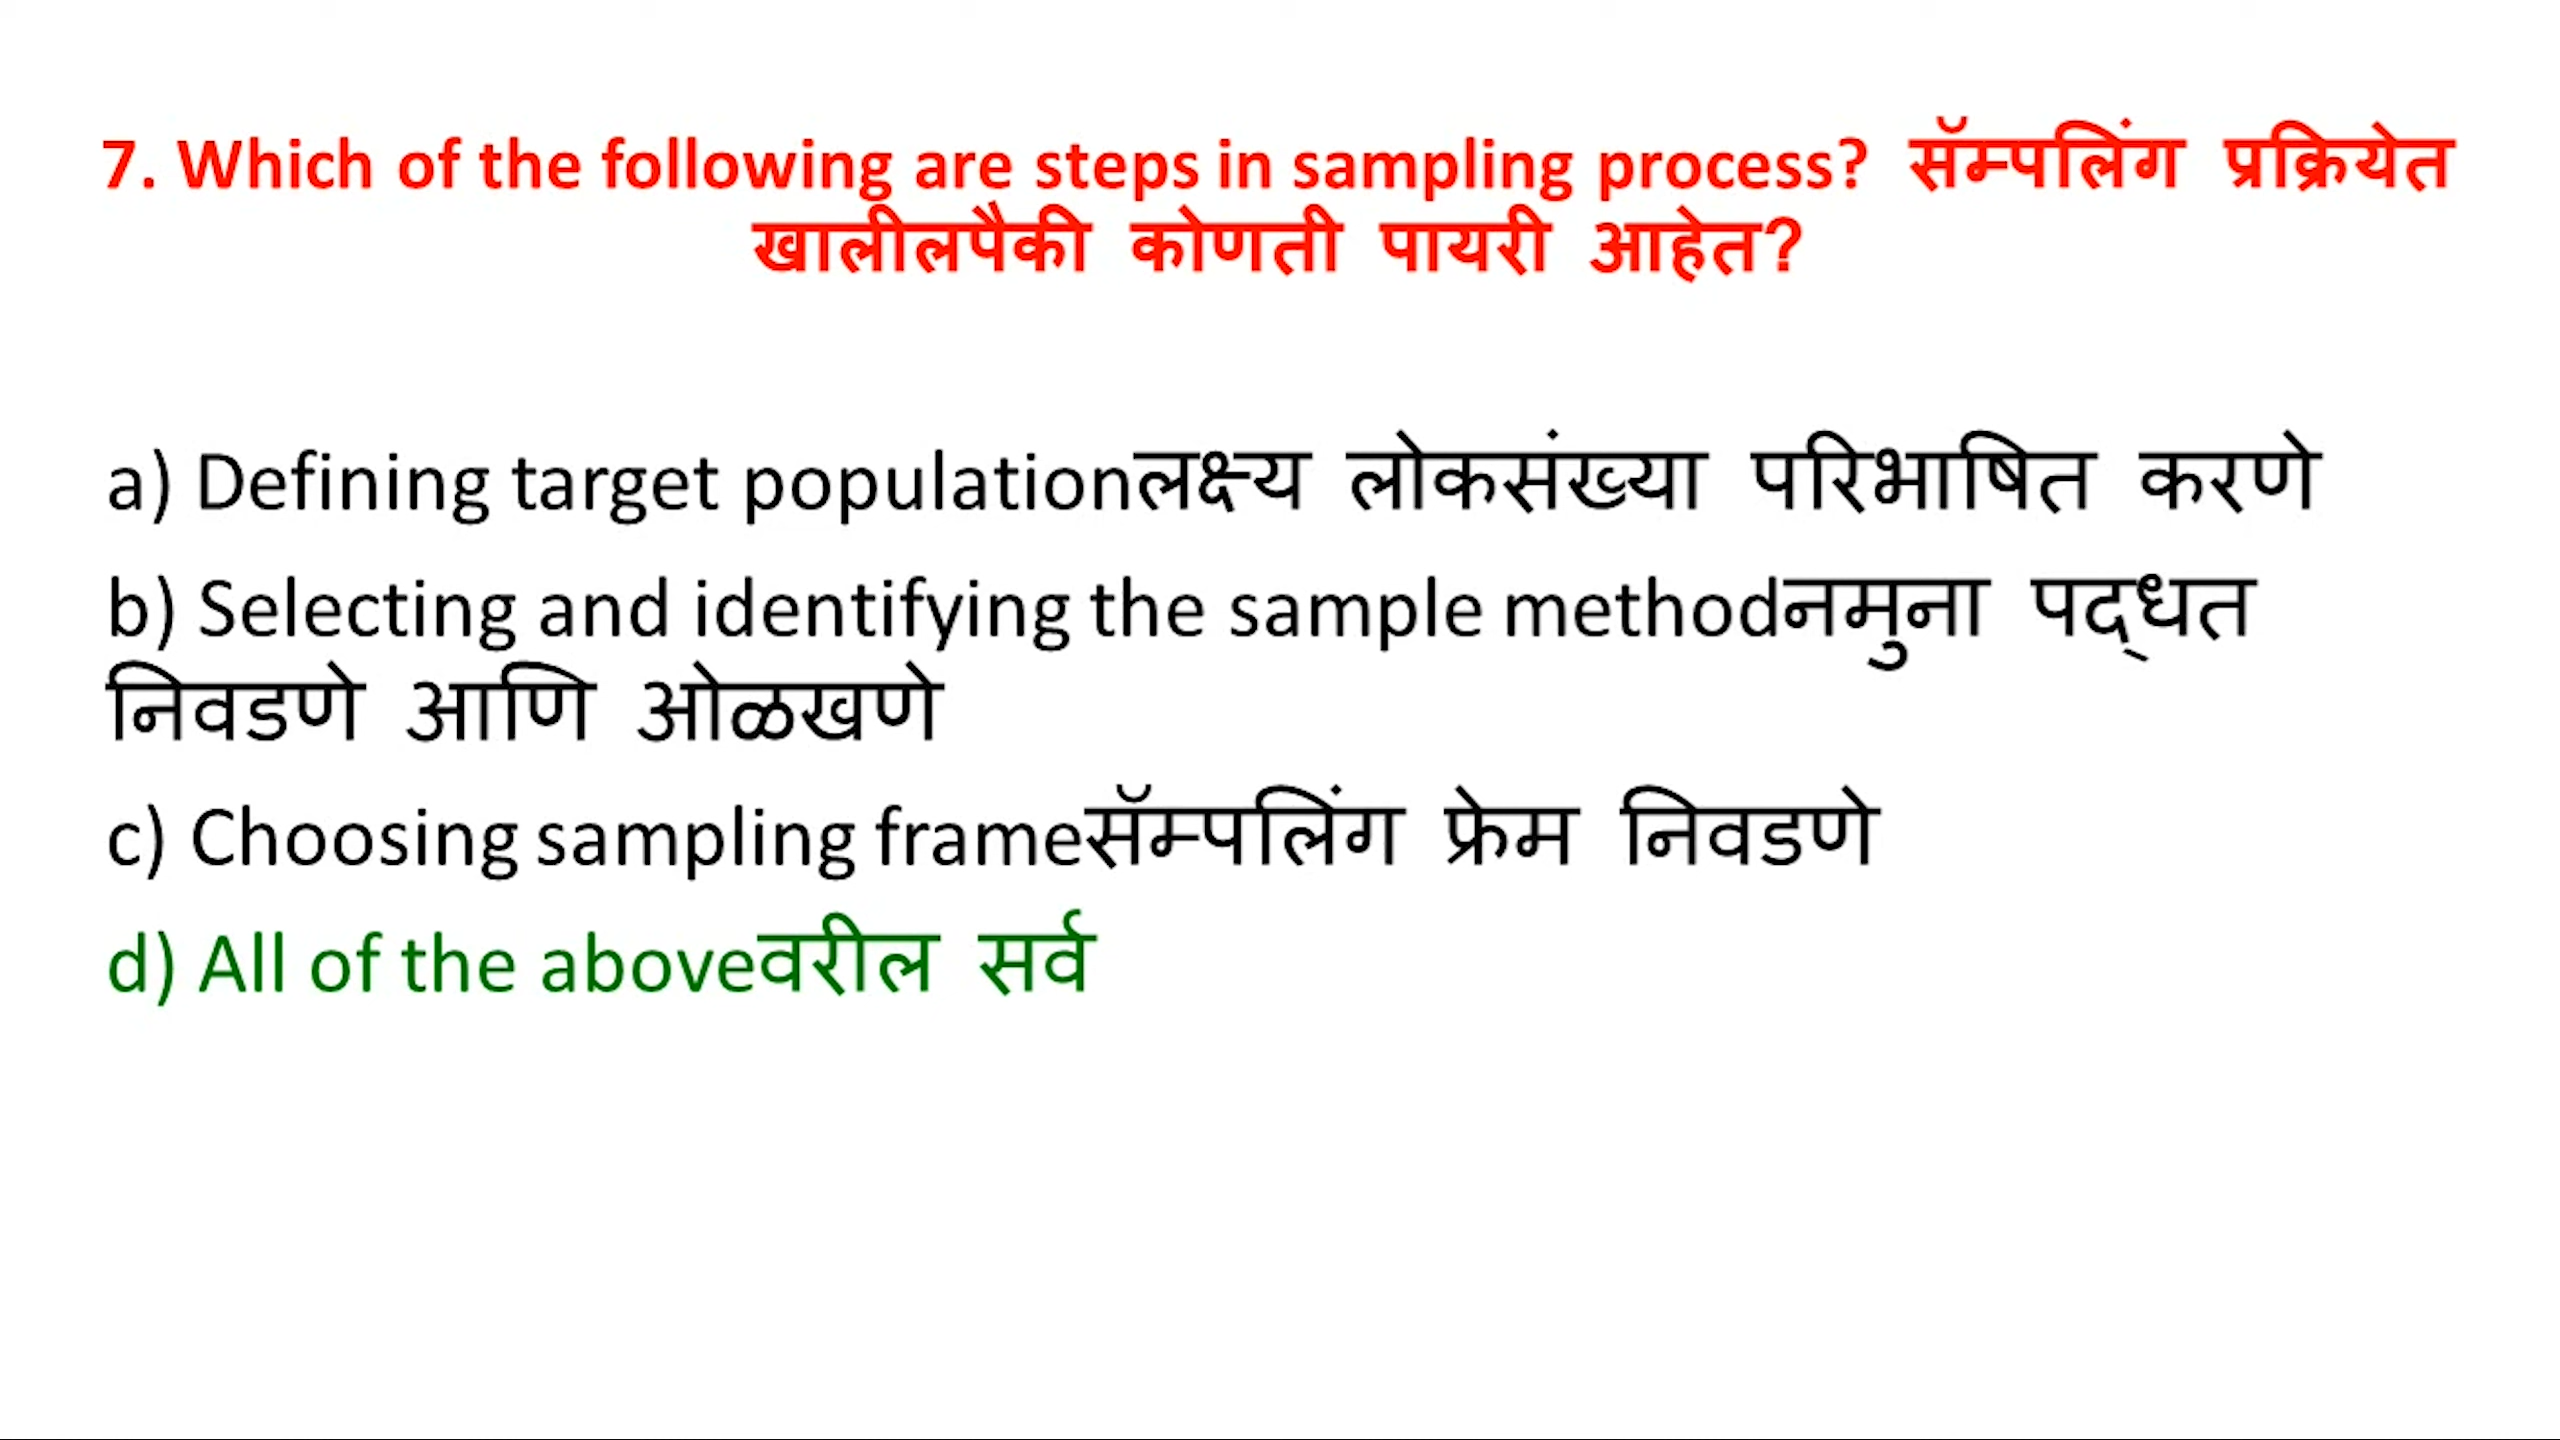 7. Which of the following are steps in sampling process? सॅम्पलिंग प्रक्रियेत
खालीलपैकी कोणती पायरी आहेत?
a) Defining target populationलक्ष्य लोकसंख्या परिभाषित करणे
b) Selecting and identifying the sample methodनमुना पद्धत
निवडणे आणि ओळखणे
c) Choosing sampling frameसॅम्पलिंग फ्रेम निवडणे
d) All of the aboveवरील सर्व